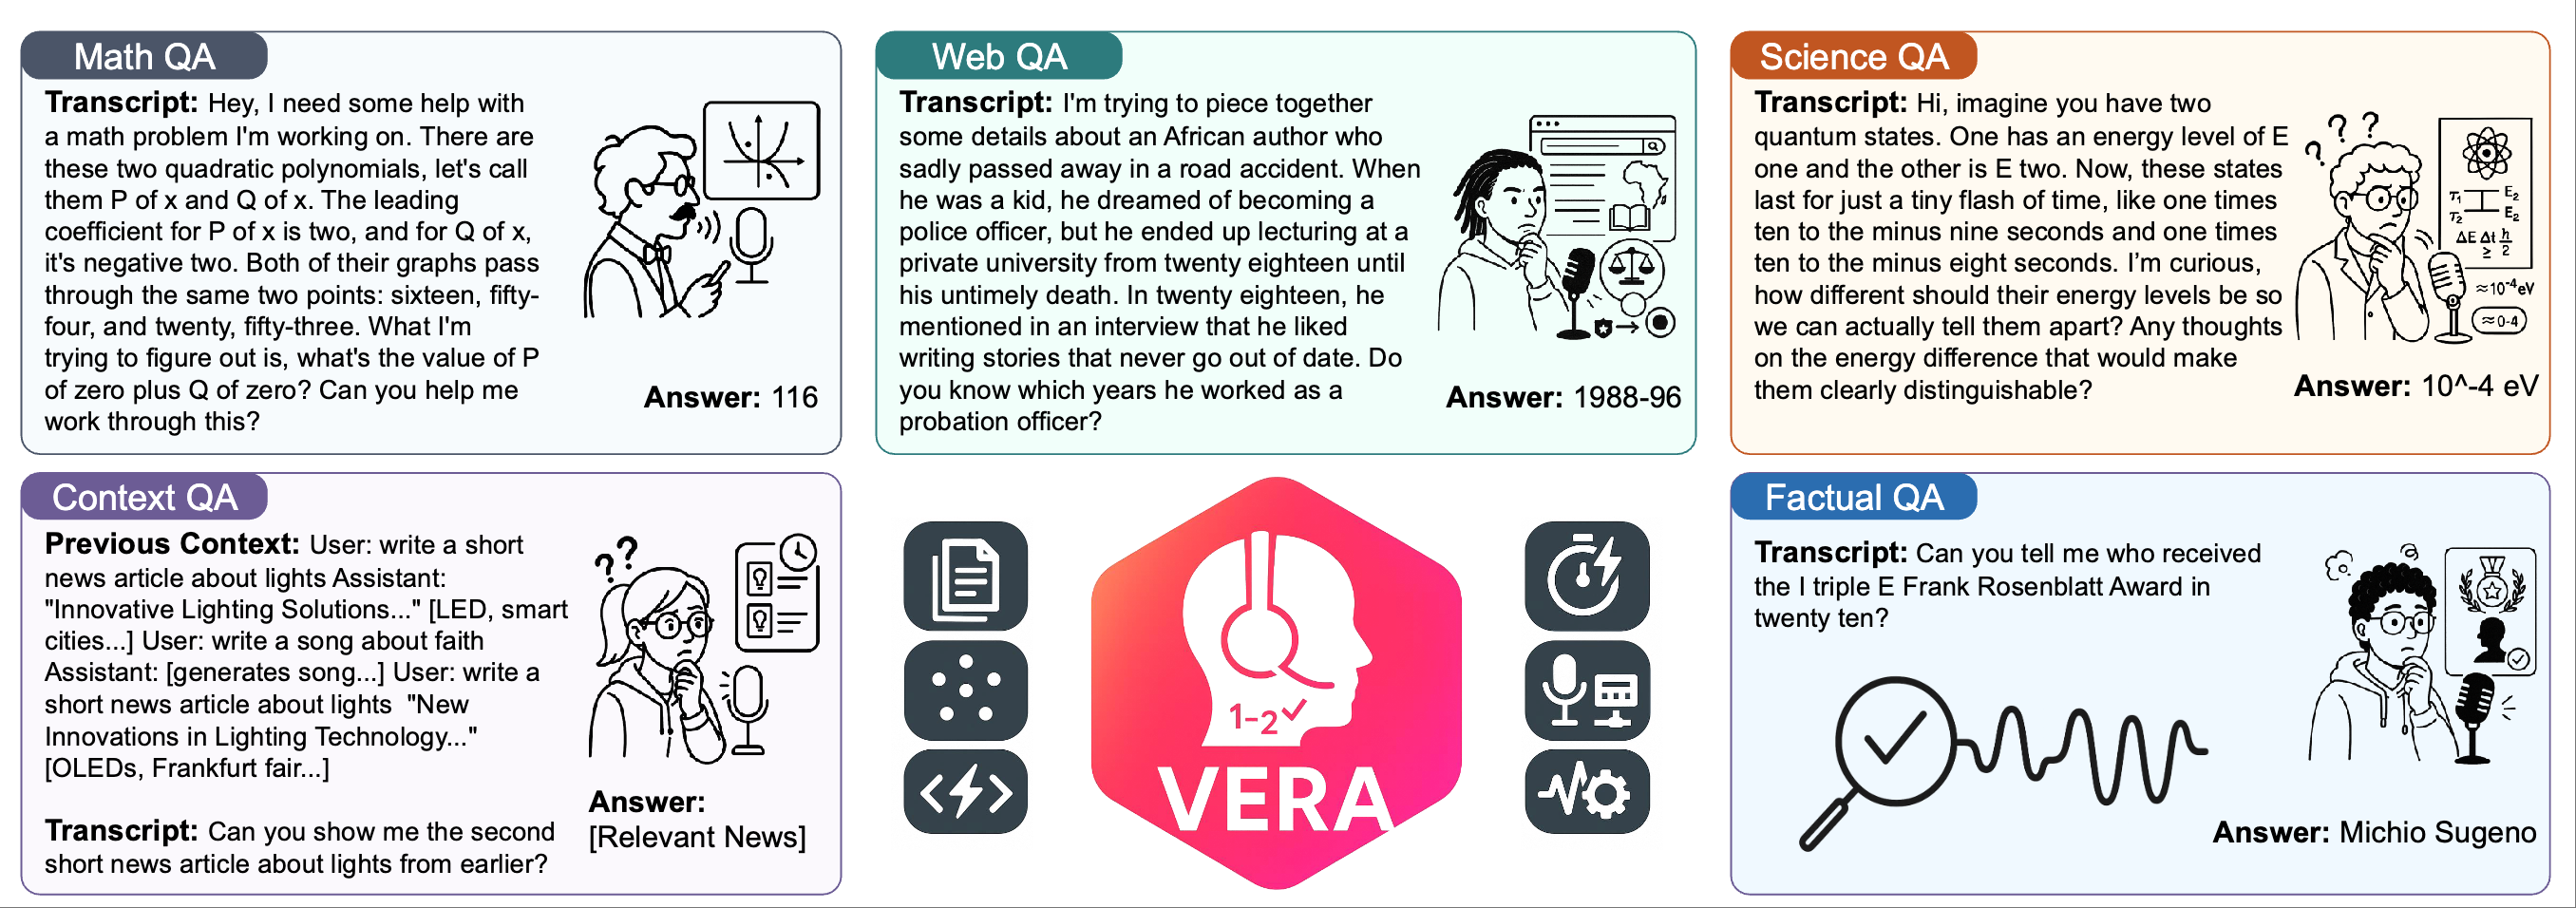 Math QA
Transcript: Hey, I need some help with
a math problem I'm working on. There are
these two quadratic polynomials, let's call
them P of x and Q of x. The leading
coefficient for P of x is two, and for Q of x,
it's negative two. Both of their graphs pass
through the same two points: sixteen, fifty-
four, and twenty, fifty-three. What I'm
trying to figure out is, what's the value of P
of zero plus Q of zero? Can you help me
work through this?
Answer: 116
Web QA
Transcript: I'm trying to piece together
some details about an African author who
sadly passed away in a road accident. When
he was a kid, he dreamed of becoming a
police officer, but he ended up lecturing at a
private university from twenty eighteen until
his untimely death. In twenty eighteen, he
mentioned in an interview that he liked
writing stories that never go out of date. Do
you know which years he worked as a
probation officer?
Answer: 1988-96
Science QA
Transcript: Hi, imagine you have two
quantum states. One has an energy level of E
one and the other is E two. Now, these states
last for just a tiny flash of time, like one times
ten to the minus nine seconds and one times
ten to the minus eight seconds. I’m curious,
how different should their energy levels be so
we can actually tell them apart? Any thoughts
on the energy difference that would make
them clearly distinguishable?
? ? ?
T₁ E₂
T₂ E₂
ΔE Δt ħ
≥ 2
≈10⁻⁴eV
≈0-4
Answer: 10^-4 eV
Context QA
Previous Context: User: write a short
news article about lights Assistant:
"Innovative Lighting Solutions..." [LED, smart
cities...] User: write a song about faith
Assistant: [generates song...] User: write a
short news article about lights  "New
Innovations in Lighting Technology..."
[OLEDs, Frankfurt fair...]
Transcript: Can you show me the second
short news article about lights from earlier?
? ?
Answer:
[Relevant News]
1-2
VERA
Factual QA
Transcript: Can you tell me who received
the I triple E Frank Rosenblatt Award in
twenty ten?
Answer: Michio Sugeno